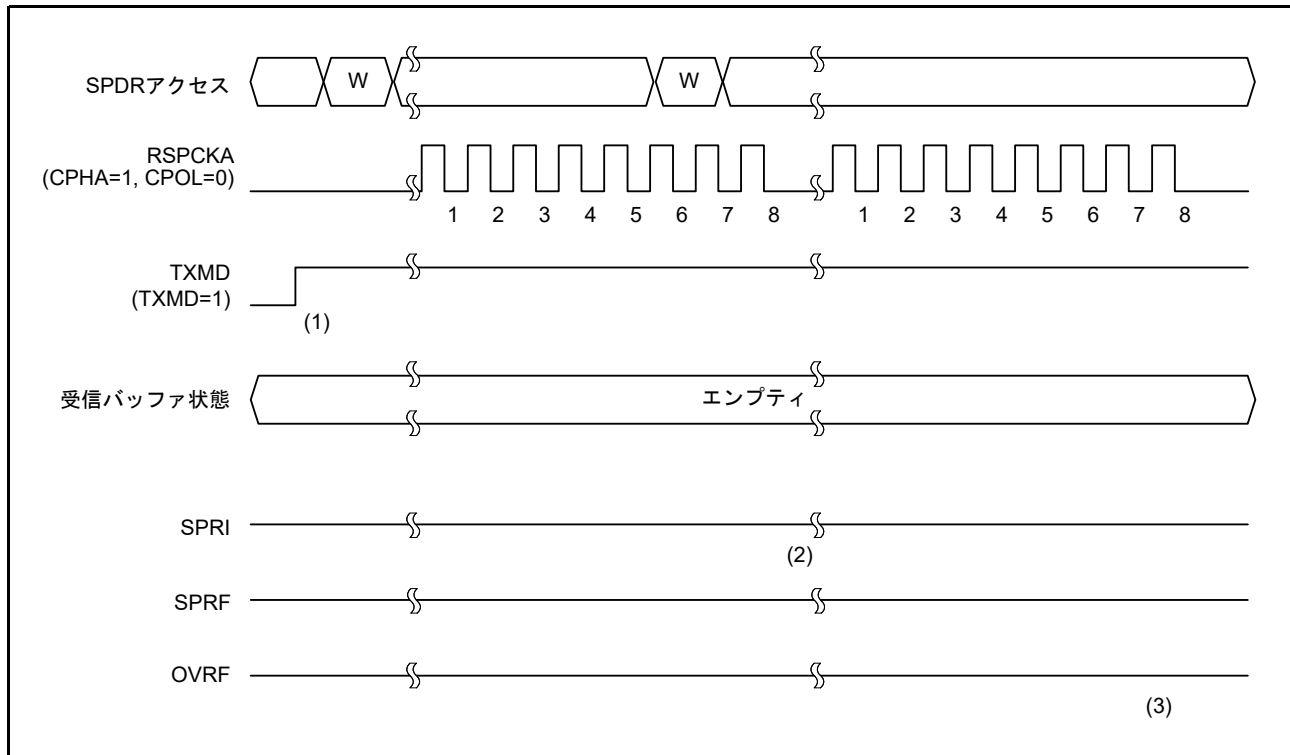 SPDRアクセス
W
W
RSPCKA
(CPHA=1, CPOL=0)
1 2 3 4 5 6 7 8
1 2 3 4 5 6 7 8
TXMD
(TXMD=1)
(1)
受信バッファ状態
エンプティ
SPRI
(2)
SPRF
OVRF
(3)